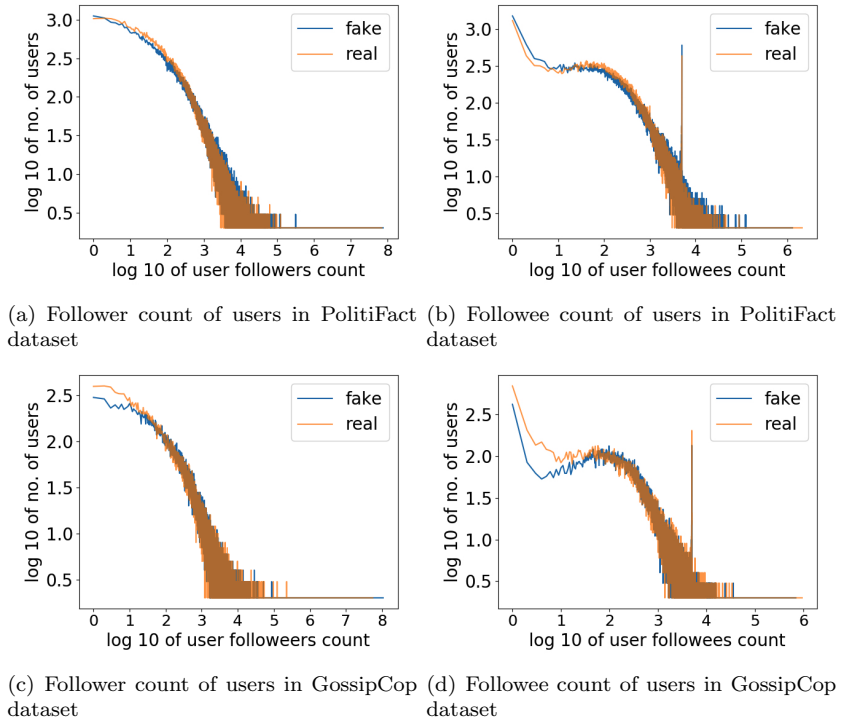 3.0
2.5
2.0
1.5
1.0
0.5
log 10 of no. of users
fake
real
0 1 2 3 4 5 6 7 8
log 10 of user followers count
3.0
2.5
2.0
1.5
1.0
0.5
log 10 of no. of users
fake
real
0 1 2 3 4 5 6
log 10 of user followees count
(a) Follower count of users in PolitiFact
dataset
(b) Followee count of users in PolitiFact
dataset
2.5
2.0
1.5
1.0
0.5
log 10 of no. of users
fake
real
0 1 2 3 4 5 6 7 8
log 10 of user followeers count
2.5
2.0
1.5
1.0
0.5
log 10 of no. of users
fake
real
0 1 2 3 4 5 6
log 10 of user followees count
(c) Follower count of users in GossipCop
dataset
(d) Followee count of users in GossipCop
dataset